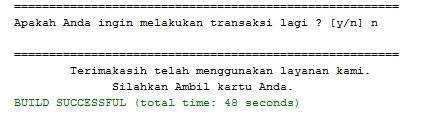 =======================================================
Apakah Anda ingin melakukan transaksi lagi ? [y/n] n
=======================================================
Terimakasih telah menggunakan layanan kami.
Silahkan Ambil kartu Anda.
BUILD SUCCESSFUL (total time: 48 seconds)